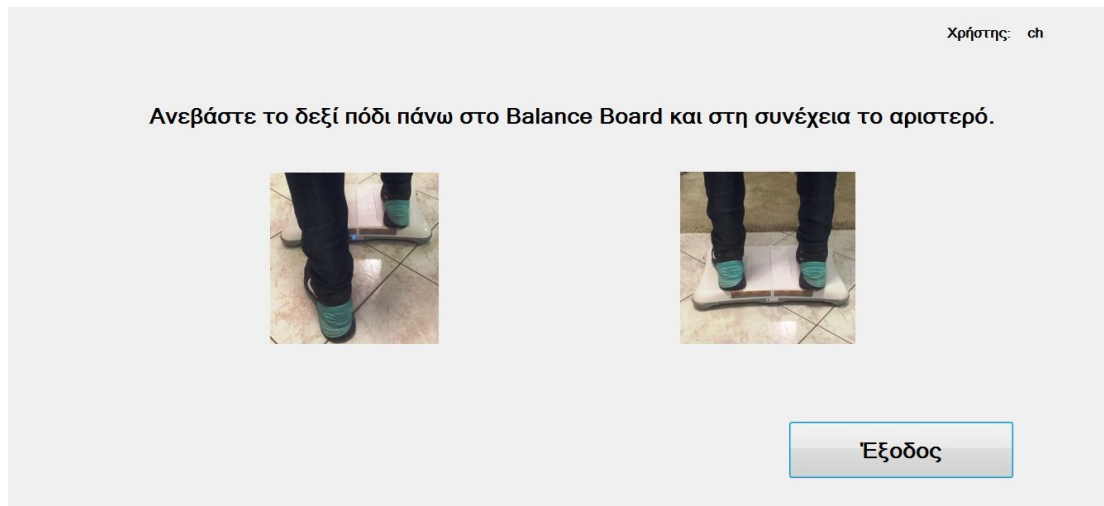 Χρήστης: ch
Ανεβάστε το δεξί πόδι πάνω στο Balance Board και στη συνέχεια το αριστερό.
Έξοδος